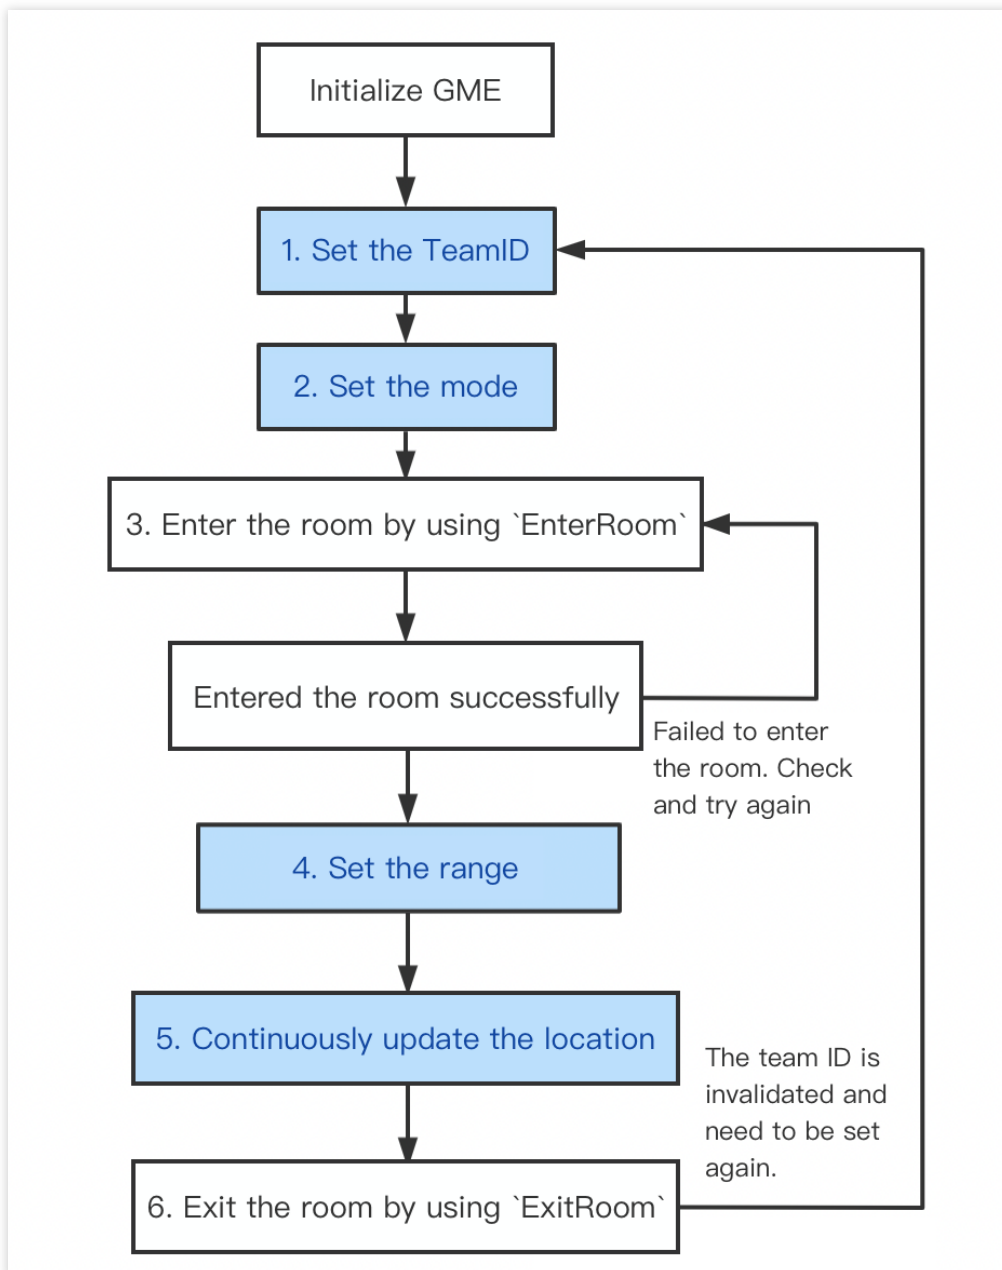 Initialize GME
1. Set the TeamID
2. Set the mode
3. Enter the room by using `EnterRoom`
Entered the room successfully
Failed to enter
the room. Check
and try again
4. Set the range
5. Continuously update the location
The team ID is
invalidated and
need to be set
again.
6. Exit the room by using `ExitRoom`